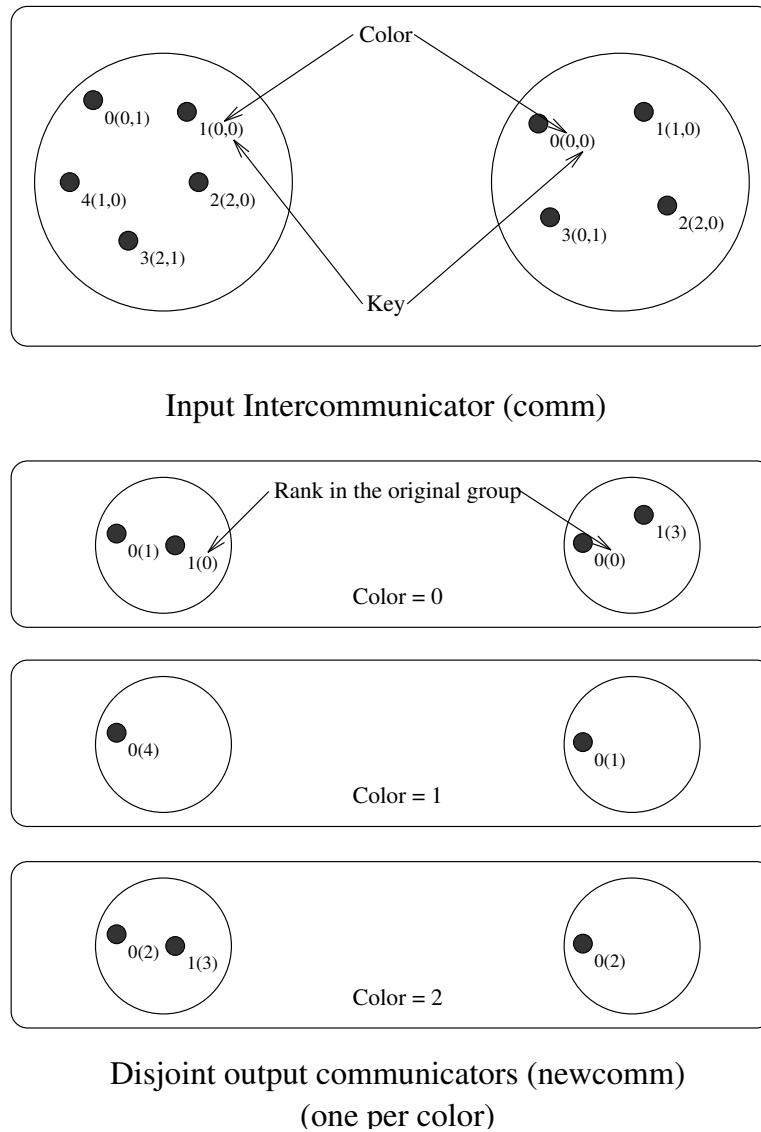 Color
0(0,1)
1(0,0)
4(1,0)
2(2,0)
3(2,1)
0(0,0)
1(1,0)
3(0,1)
2(2,0)
Key
Input Intercommunicator (comm)
Rank in the original group
0(1)
1(0)
0(0)
1(3)
Color = 0
0(4)
0(1)
Color = 1
0(2)
1(3)
0(2)
Color = 2
Disjoint output communicators (newcomm)
(one per color)